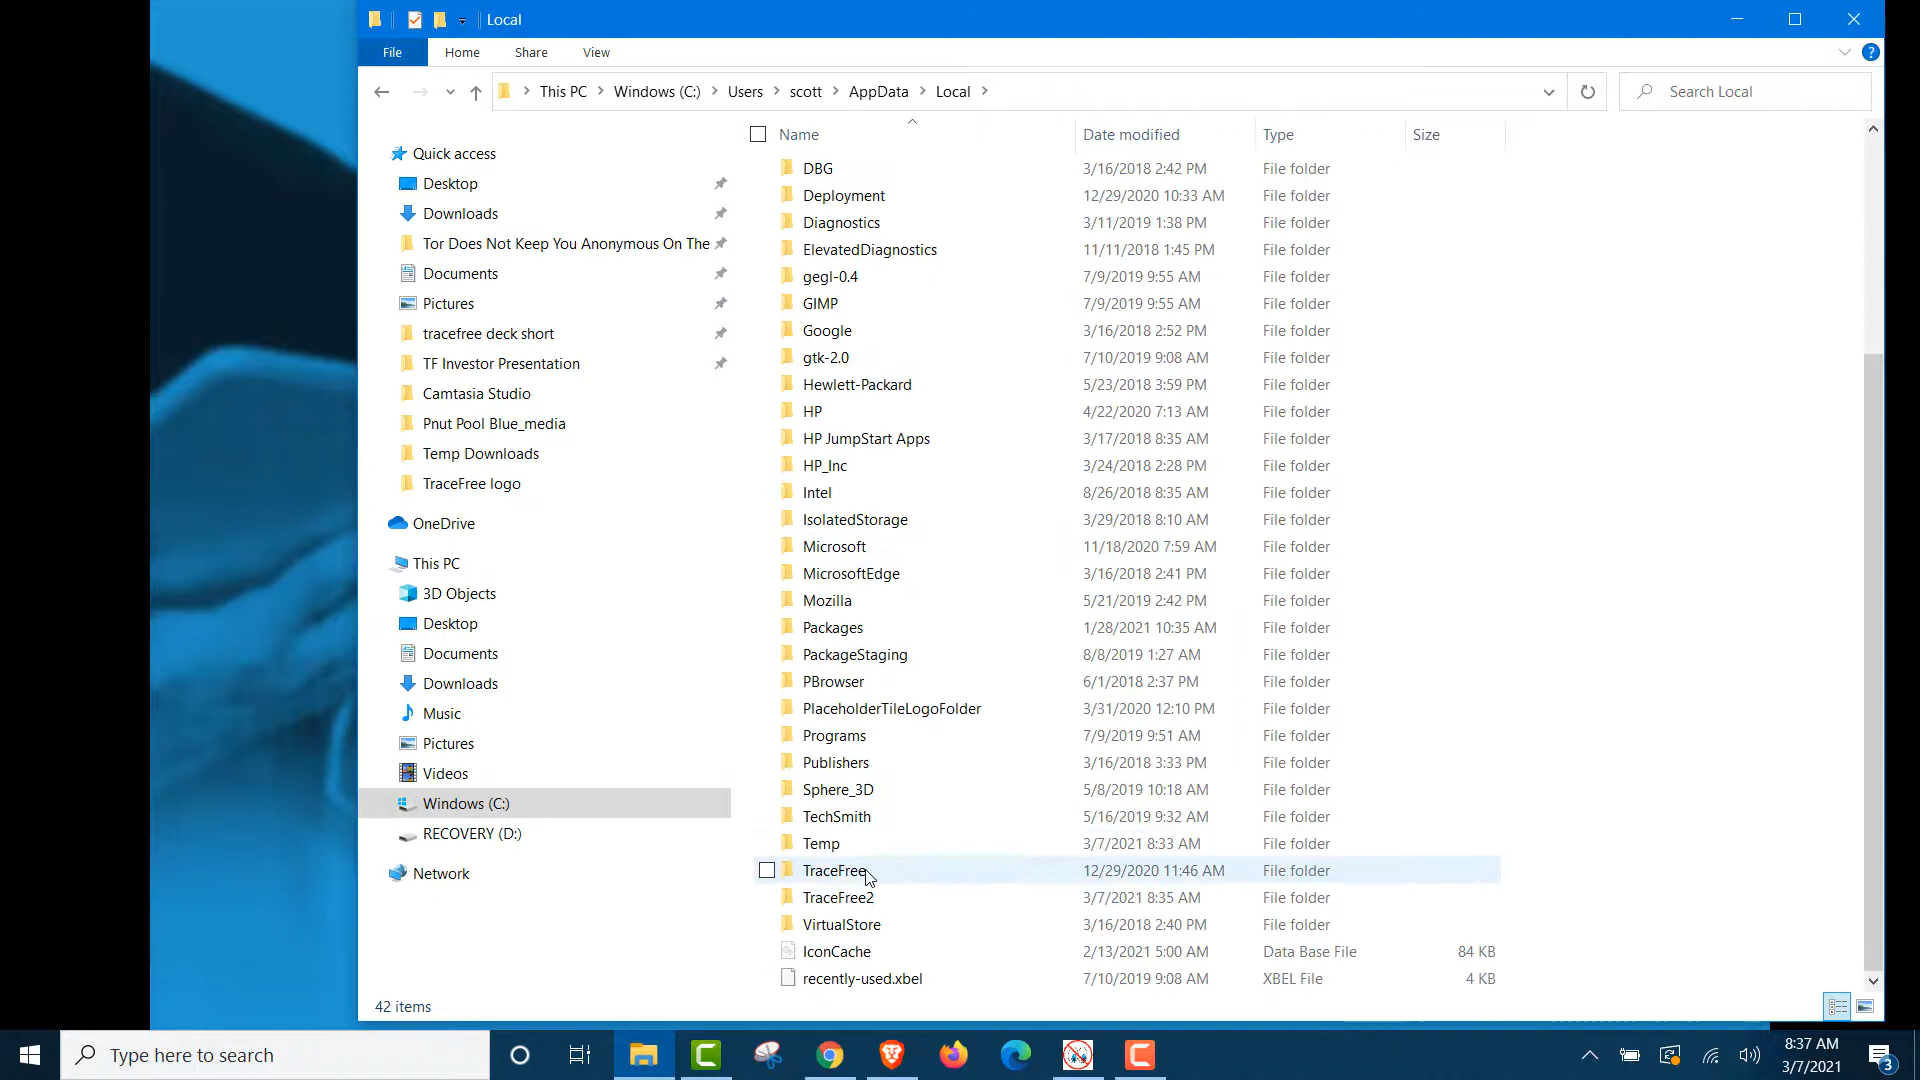 Local
File Home Share View
This PC Windows (C:) Users scott AppData Local
Search Local
Quick access
Desktop
Downloads
Tor Does Not Keep You Anonymous On The
Documents
Pictures
tracefree deck short
TF Investor Presentation
Camtasia Studio
Pnut Pool Blue_media
Temp Downloads
TraceFree logo
OneDrive
This PC
3D Objects
Desktop
Documents
Downloads
Music
Pictures
Videos
Windows (C:)
RECOVERY (D:)
Network
Name Date modified Type Size
DBG 3/16/2018 2:42 PM File folder
Deployment 12/29/2020 10:33 AM File folder
Diagnostics 3/11/2019 1:38 PM File folder
ElevatedDiagnostics 11/11/2018 1:45 PM File folder
gegl-0.4 7/9/2019 9:55 AM File folder
GIMP 7/9/2019 9:55 AM File folder
Google 3/16/2018 2:52 PM File folder
gtk-2.0 7/10/2019 9:08 AM File folder
Hewlett-Packard 5/23/2018 3:59 PM File folder
HP 4/22/2020 7:13 AM File folder
HP JumpStart Apps 3/17/2018 8:35 AM File folder
HP_Inc 3/24/2018 2:28 PM File folder
Intel 8/26/2018 8:35 AM File folder
IsolatedStorage 3/29/2018 8:10 AM File folder
Microsoft 11/18/2020 7:59 AM File folder
MicrosoftEdge 3/16/2018 2:41 PM File folder
Mozilla 5/21/2019 2:42 PM File folder
Packages 1/28/2021 10:35 AM File folder
PackageStaging 8/8/2019 1:27 AM File folder
PBrowser 6/1/2018 2:37 PM File folder
PlaceholderTileLogoFolder 3/31/2020 12:10 PM File folder
Programs 7/9/2019 9:51 AM File folder
Publishers 3/16/2018 3:33 PM File folder
Sphere_3D 5/8/2019 10:18 AM File folder
TechSmith 5/16/2019 9:32 AM File folder
Temp 3/7/2021 8:33 AM File folder
TraceFree 12/29/2020 11:46 AM File folder
TraceFree2 3/7/2021 8:35 AM File folder
VirtualStore 3/16/2018 2:40 PM File folder
IconCache 2/13/2021 5:00 AM Data Base File 84 KB
recently-used.xbel 7/10/2019 9:08 AM XBEL File 4 KB
42 items
Type here to search
8:37 AM
3/7/2021
3